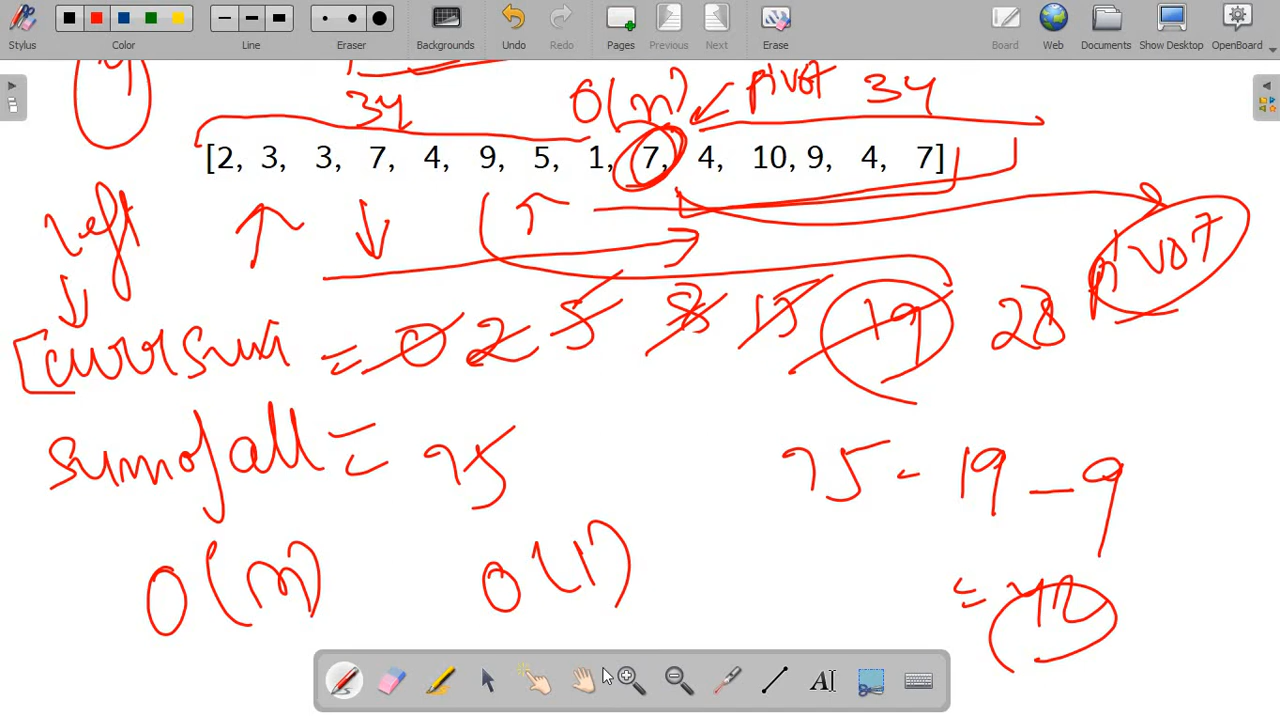 Stylus Color Line Eraser Backgrounds Undo Redo Pages Previous Next Erase Board Web Documents Show Desktop OpenBoard
34 O(n) pivot 34
[2, 3, 3, 7, 4, 9, 5, 1, 7, 4, 10, 9, 4, 7]
left
pivot
currsum = 0 2 5 8 15 19 28
sumofall = 75
75 - 19 - 9
=
O(n) O(1)